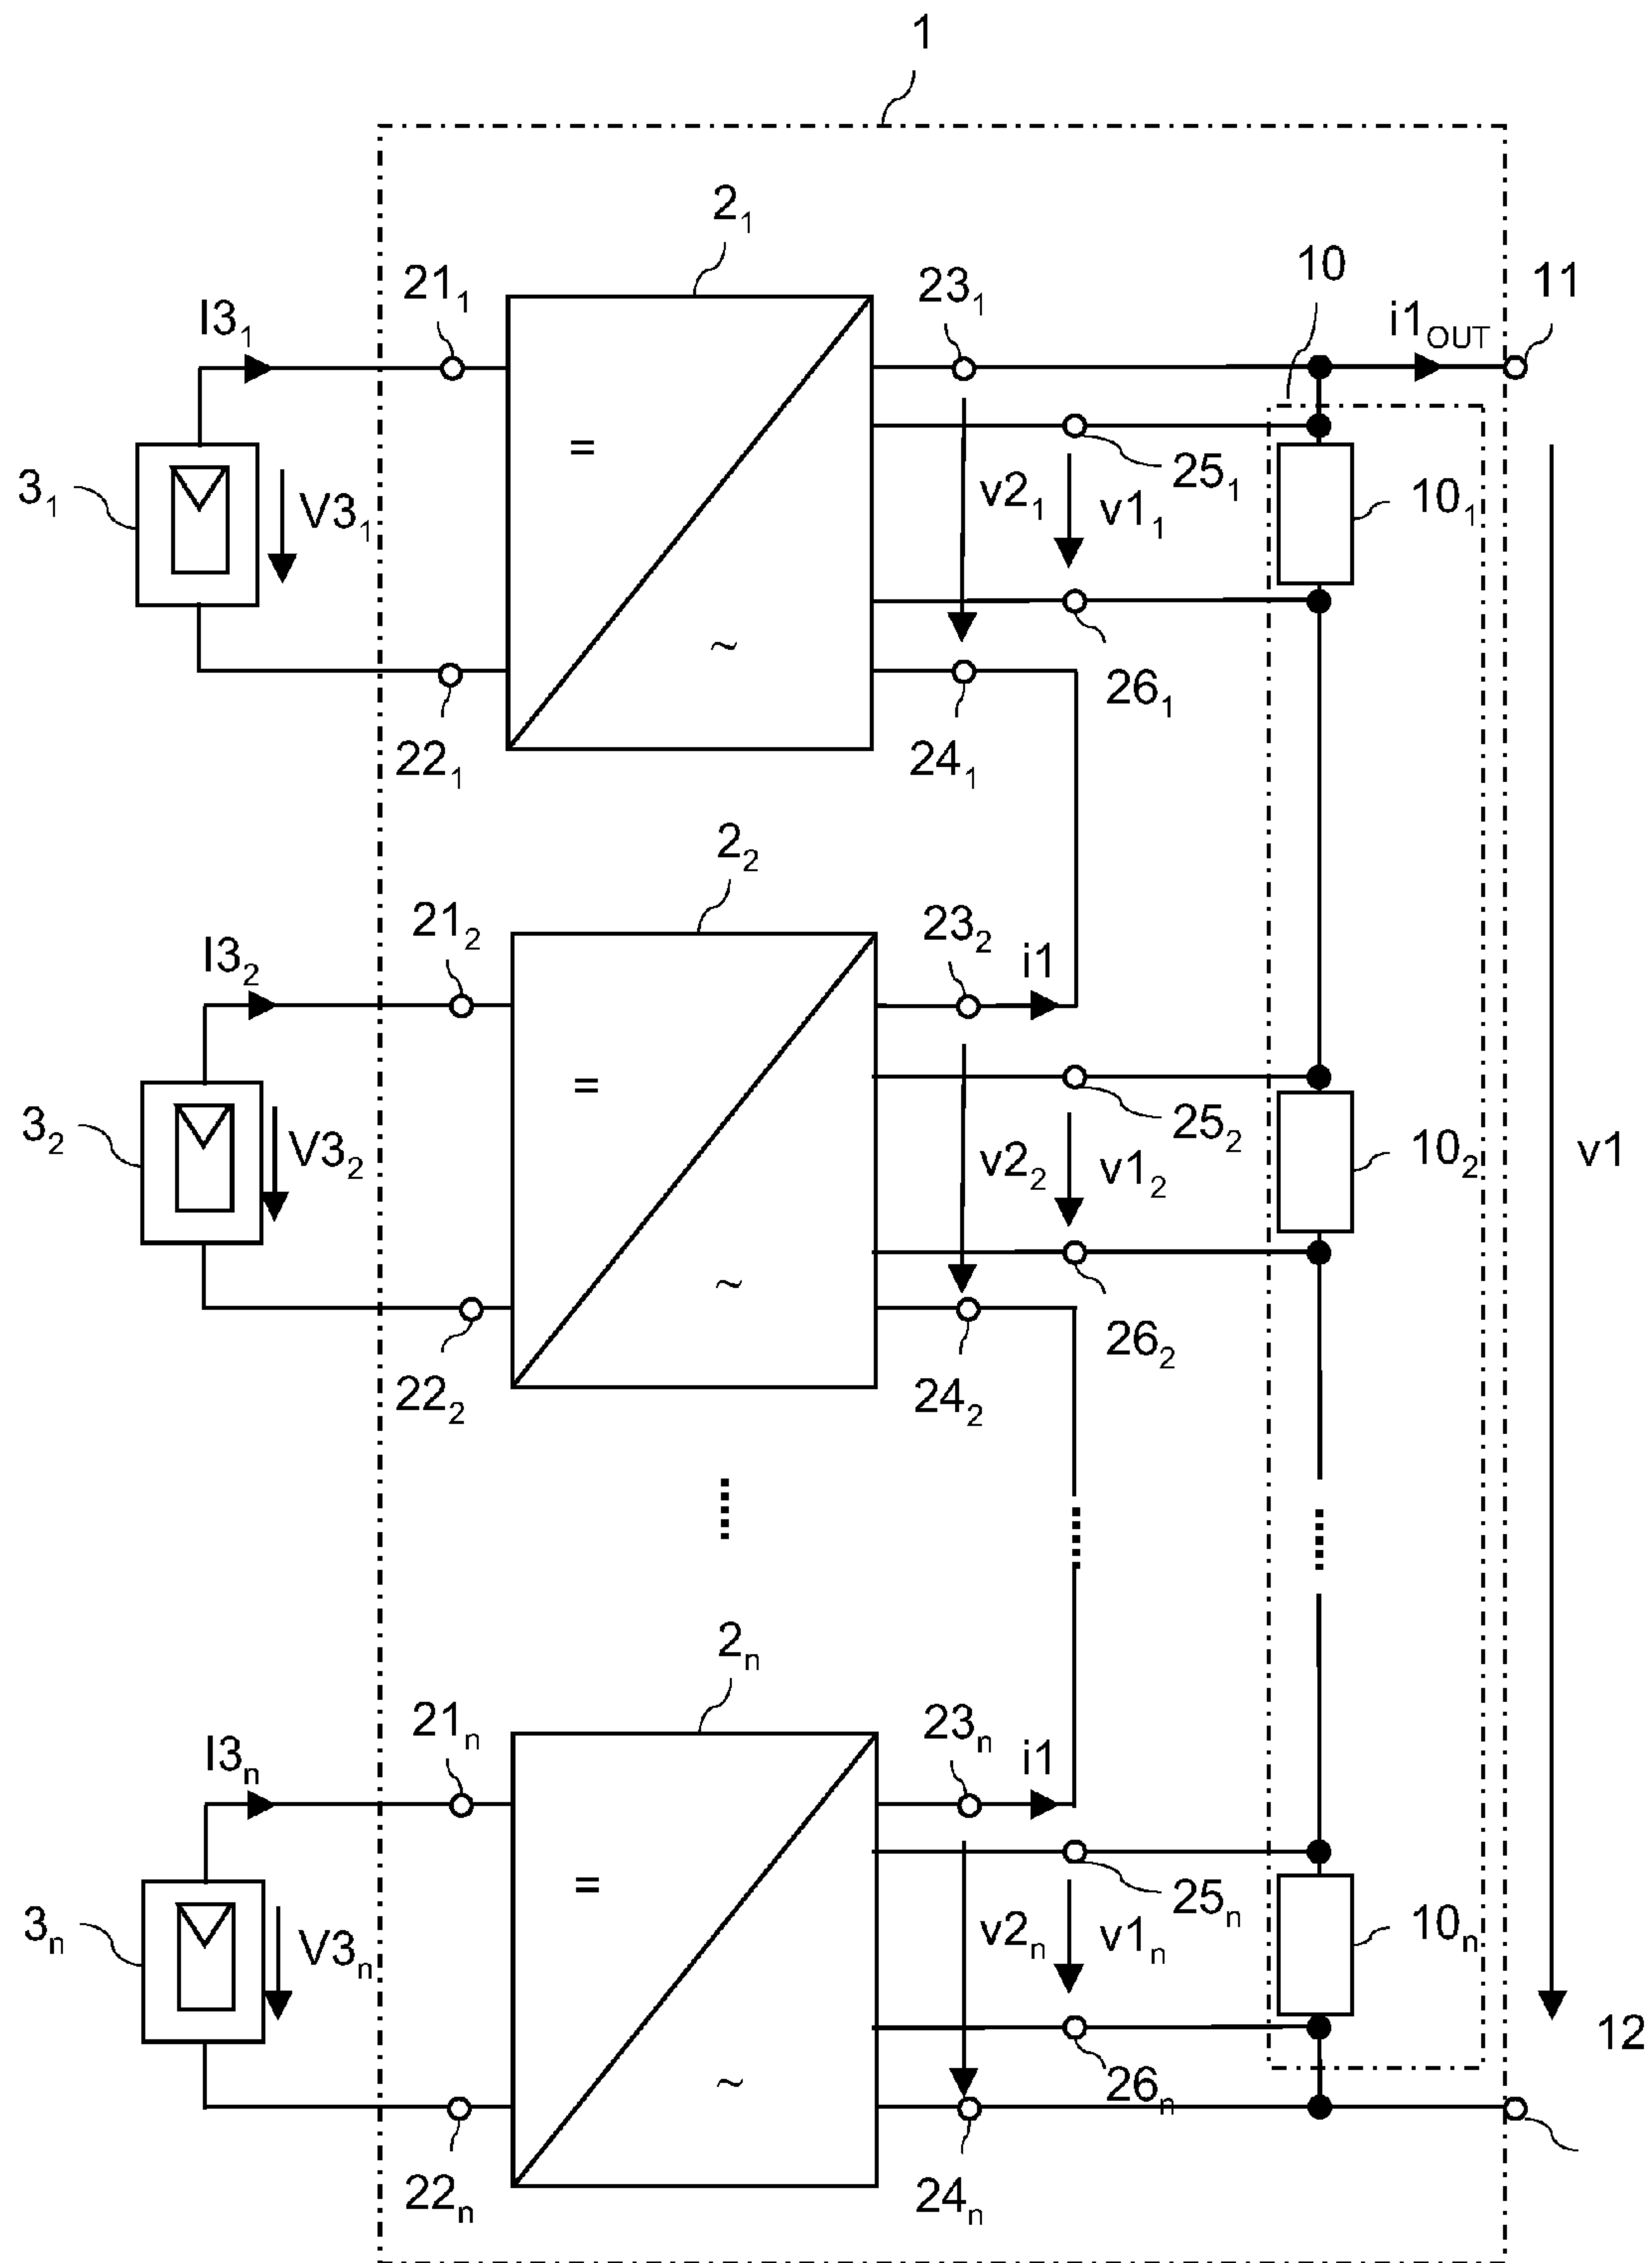 1
2₁
10
21₁
23₁
11
I3₁
i1OUT
=
3₁
V3₁
v2₁
v1₁
25₁
10₁
~
26₁
22₁
24₁
2₂
21₂
23₂
I3₂
i1
=
3₂
V3₂
v2₂
v1₂
25₂
10₂
v1
~
26₂
22₂
24₂
2n
21n
23n
I3n
i1
=
3n
V3n
v2n
v1n
25n
10n
12
~
26n
22n
24n